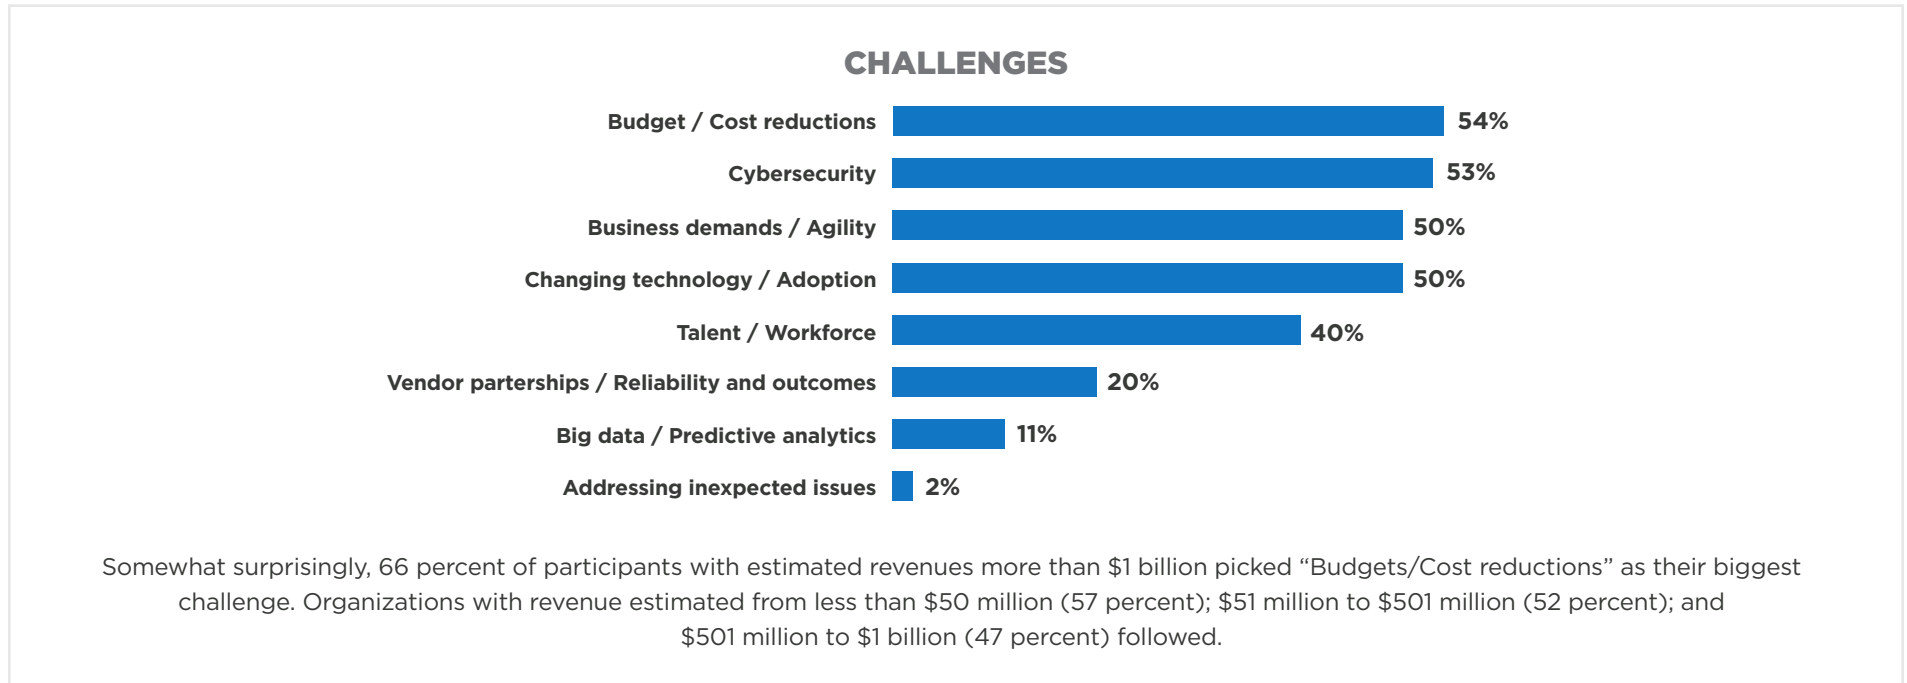 CHALLENGES
Budget / Cost reductions 54%
Cybersecurity 53%
Business demands / Agility 50%
Changing technology / Adoption 50%
Talent / Workforce 40%
Vendor parterships / Reliability and outcomes 20%
Big data / Predictive analytics 11%
Addressing inexpected issues 2%
Somewhat surprisingly, 66 percent of participants with estimated revenues more than $1 billion picked “Budgets/Cost reductions” as their biggest
challenge. Organizations with revenue estimated from less than $50 million (57 percent); $51 million to $501 million (52 percent); and
$501 million to $1 billion (47 percent) followed.